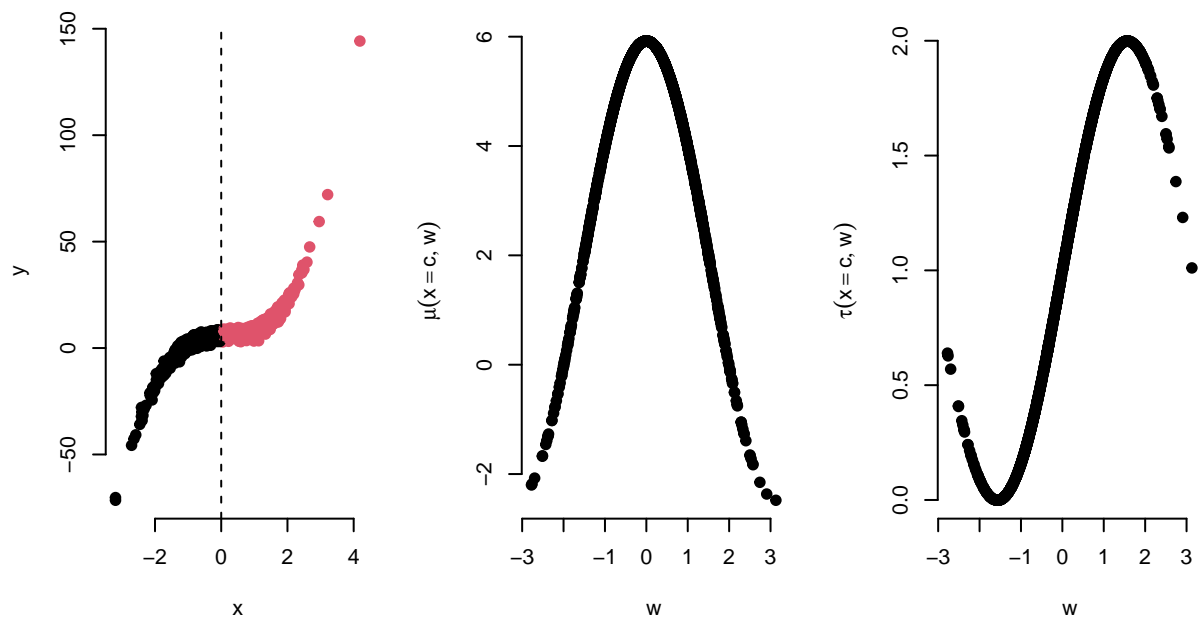 −2 0 2 4
−50 0 50 100 150
x
y
−3 −1 0 1 2 3
−2 0 2 4 6
w
μ(x = c, w)
−3 −1 0 1 2 3
0.0 0.5 1.0 1.5 2.0
w
τ(x = c, w)